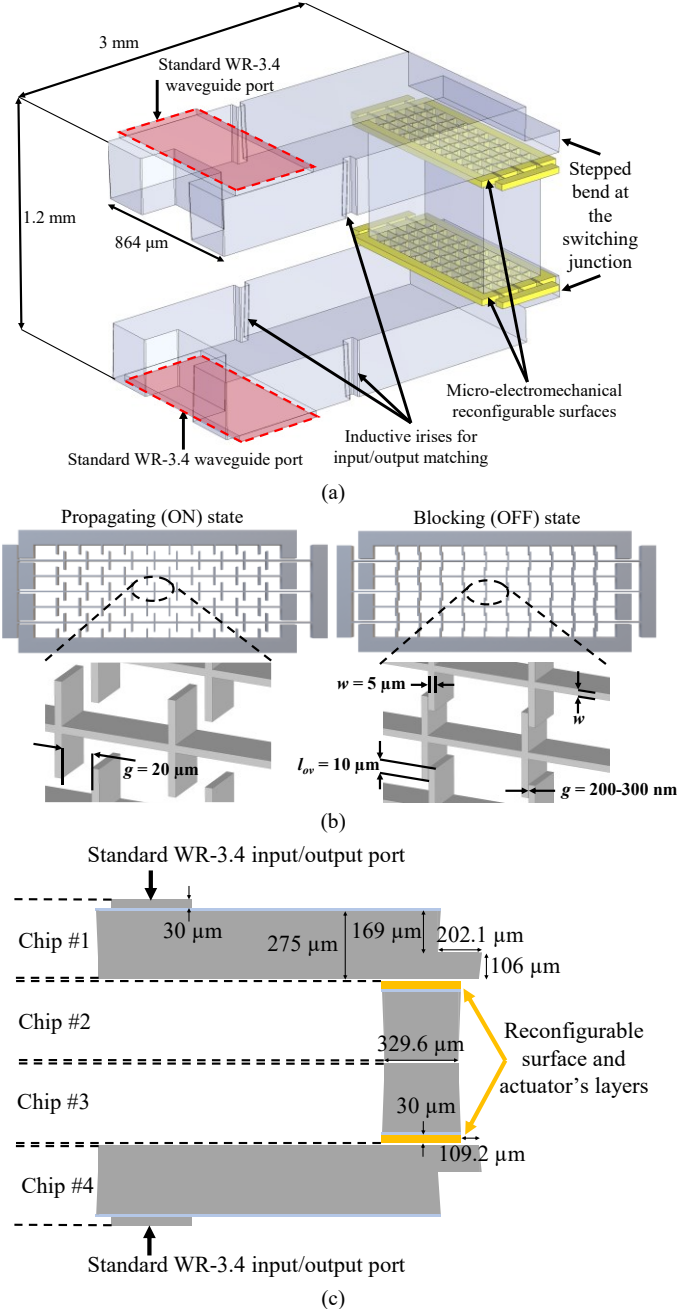 3 mm
Standard WR-3.4
waveguide port
1.2 mm
864 µm
Stepped
bend at
the
switching
junction
Micro-electromechanical
reconfigurable surfaces
Inductive irises for
input/output matching
Standard WR-3.4 waveguide port
(a)
Propagating (ON) state
Blocking (OFF) state
g = 20 µm
w = 5 µm
w
lov = 10 µm
g = 200-300 nm
(b)
Standard WR-3.4 input/output port
Chip #1
30 µm
275 µm
169 µm
202.1 µm
106 µm
Chip #2
329.6 µm
Reconfigurable
surface and
actuator’s layers
Chip #3
30 µm
109.2 µm
Chip #4
Standard WR-3.4 input/output port
(c)